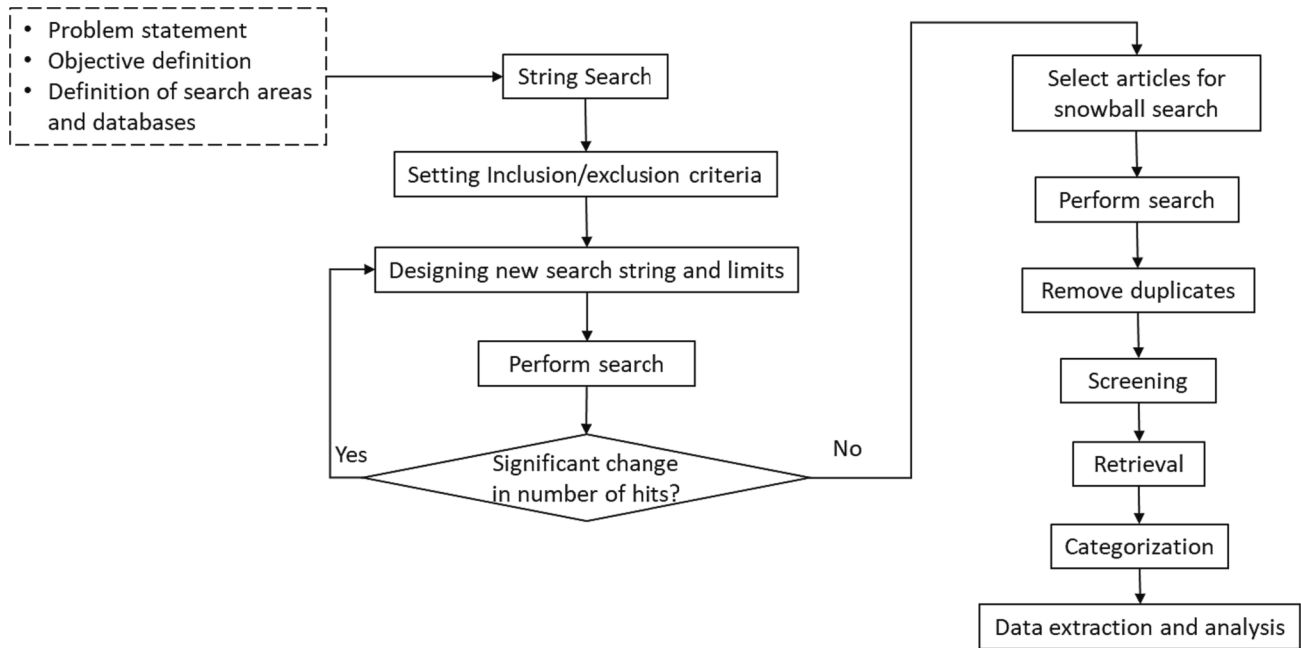 • Problem statement
• Objective definition
• Definition of search areas
and databases
String Search
Setting Inclusion/exclusion criteria
Designing new search string and limits
Perform search
Significant change
in number of hits?
Yes
No
Select articles for
snowball search
Perform search
Remove duplicates
Screening
Retrieval
Categorization
Data extraction and analysis